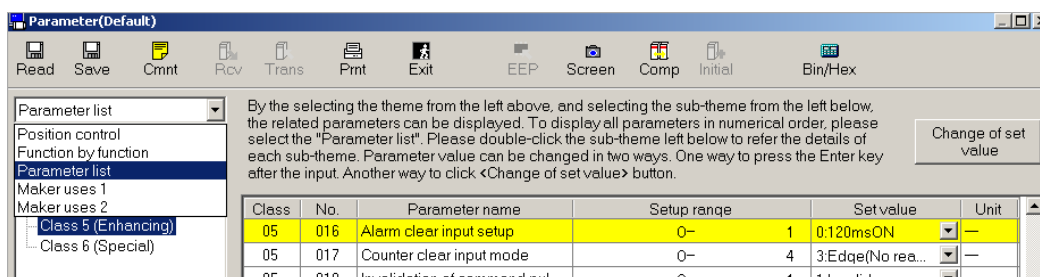 Parameter(Default)
Read Save Cmnt Rcv Trans Prnt Exit EEP Screen Comp Initial Bin/Hex
Parameter list
Position control
Function by function
Parameter list
Maker uses 1
Maker uses 2
Class 5 (Enhancing)
Class 6 (Special)
By the selecting the theme from the left above, and selecting the sub-theme from the left below,
the related parameters can be displayed. To display all parameters in numerical order, please
select the "Parameter list". Please double-click the sub-theme left below to refer the details of
each sub-theme. Parameter value can be changed in two ways. One way to press the Enter key
after the input. Another way to click <Change of set value> button.
Change of set
value
Class No. Parameter name Setup range Set value Unit
05 016 Alarm clear input setup 0– 1 0:120msON —
05 017 Counter clear input mode 0– 4 3:Edge(No rea... —